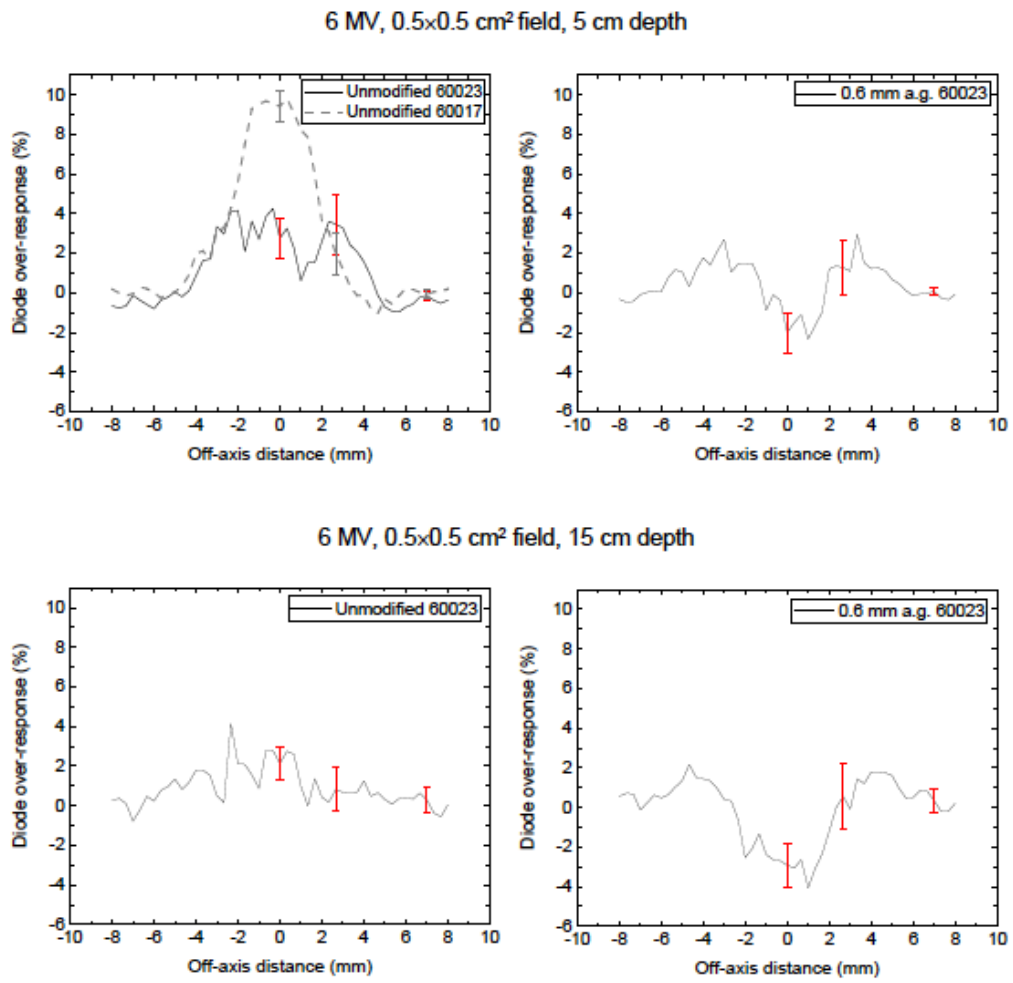 6 MV, 0.5×0.5 cm² field, 5 cm depth
Unmodified 60023
Unmodified 60017
10
8
6
4
2
0
-2
-4
-6
Diode over-response (%)
-10 -8 -6 -4 -2 0 2 4 6 8 10
Off-axis distance (mm)
0.6 mm a.g. 60023
10
8
6
4
2
0
-2
-4
-6
Diode over-response (%)
-10 -8 -6 -4 -2 0 2 4 6 8 10
Off-axis distance (mm)
6 MV, 0.5×0.5 cm² field, 15 cm depth
Unmodified 60023
10
8
6
4
2
0
-2
-4
-6
Diode over-response (%)
-10 -8 -6 -4 -2 0 2 4 6 8 10
Off-axis distance (mm)
0.6 mm a.g. 60023
10
8
6
4
2
0
-2
-4
-6
Diode over-response (%)
-10 -8 -6 -4 -2 0 2 4 6 8 10
Off-axis distance (mm)